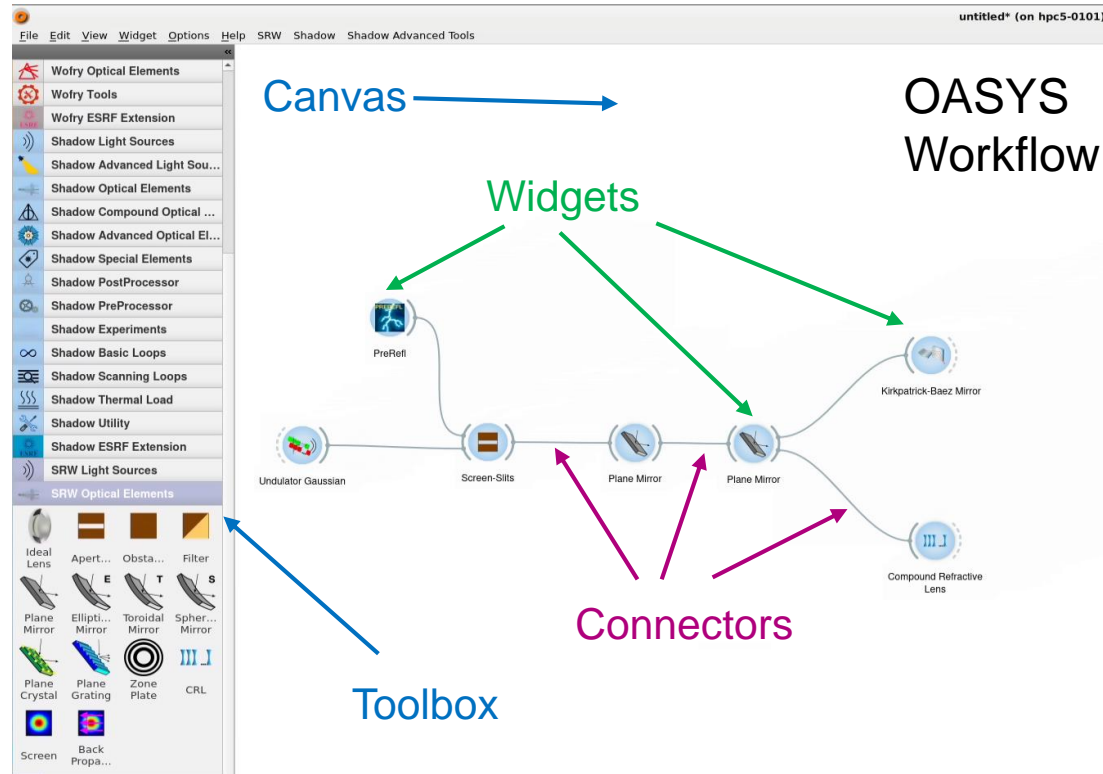 untitled* (on hpc5-0101)
File Edit View Widget Options Help SRW Shadow Shadow Advanced Tools
«
Wofry Optical Elements
Wofry Tools
Wofry ESRF Extension
Shadow Light Sources
Shadow Advanced Light Sou...
Shadow Optical Elements
Shadow Compound Optical ...
Shadow Advanced Optical El...
Shadow Special Elements
Shadow PostProcessor
Shadow PreProcessor
Shadow Experiments
Shadow Basic Loops
Shadow Scanning Loops
Shadow Thermal Load
Shadow Utility
Shadow ESRF Extension
SRW Light Sources
SRW Optical Elements
Ideal
Lens
Apert...
Obsta...
Filter
Plane
Mirror
E
Ellipti...
Mirror
T
Toroidal
Mirror
S
Spher...
Mirror
Plane
Crystal
Plane
Grating
Zone
Plate
CRL
Screen
Back
Propa...
Canvas
OASYS
Workflow
Widgets
PreRefl
Kirkpatrick-Baez Mirror
Undulator Gaussian
Screen-Slits
Plane Mirror
Plane Mirror
Compound Refractive
Lens
Connectors
Toolbox